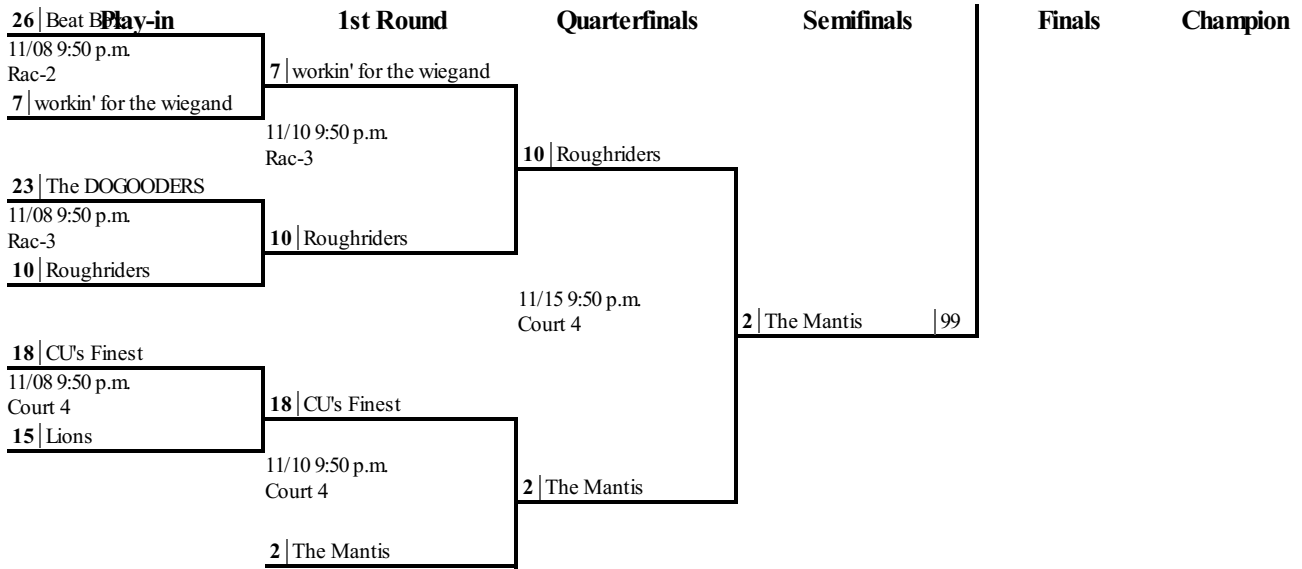 Play-in 1st Round Quarterfinals Semifinals Finals Champion
26 Beat
11/08 9:50 p.m.
Rac-2
7 workin' for the wiegand
7 workin' for the wiegand
11/10 9:50 p.m.
Rac-3
23 The DOGOODERS
11/08 9:50 p.m.
Rac-3
10 Roughriders
10 Roughriders
10 Roughriders
11/15 9:50 p.m.
Court 4
2 The Mantis 99
18 CU's Finest
11/08 9:50 p.m.
Court 4
15 Lions
18 CU's Finest
11/10 9:50 p.m.
Court 4
2 The Mantis
2 The Mantis